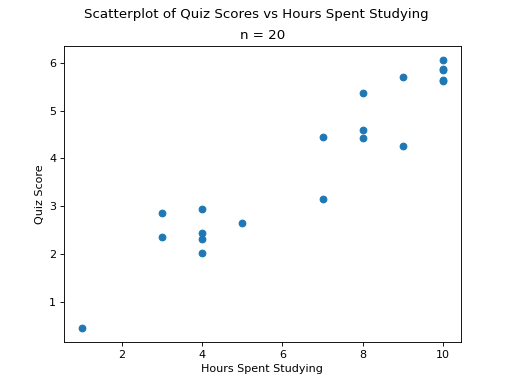 Scatterplot of Quiz Scores vs Hours Spent Studying
n = 20
6
5
4
3
2
1
Quiz Score
2 4 6 8 10
Hours Spent Studying